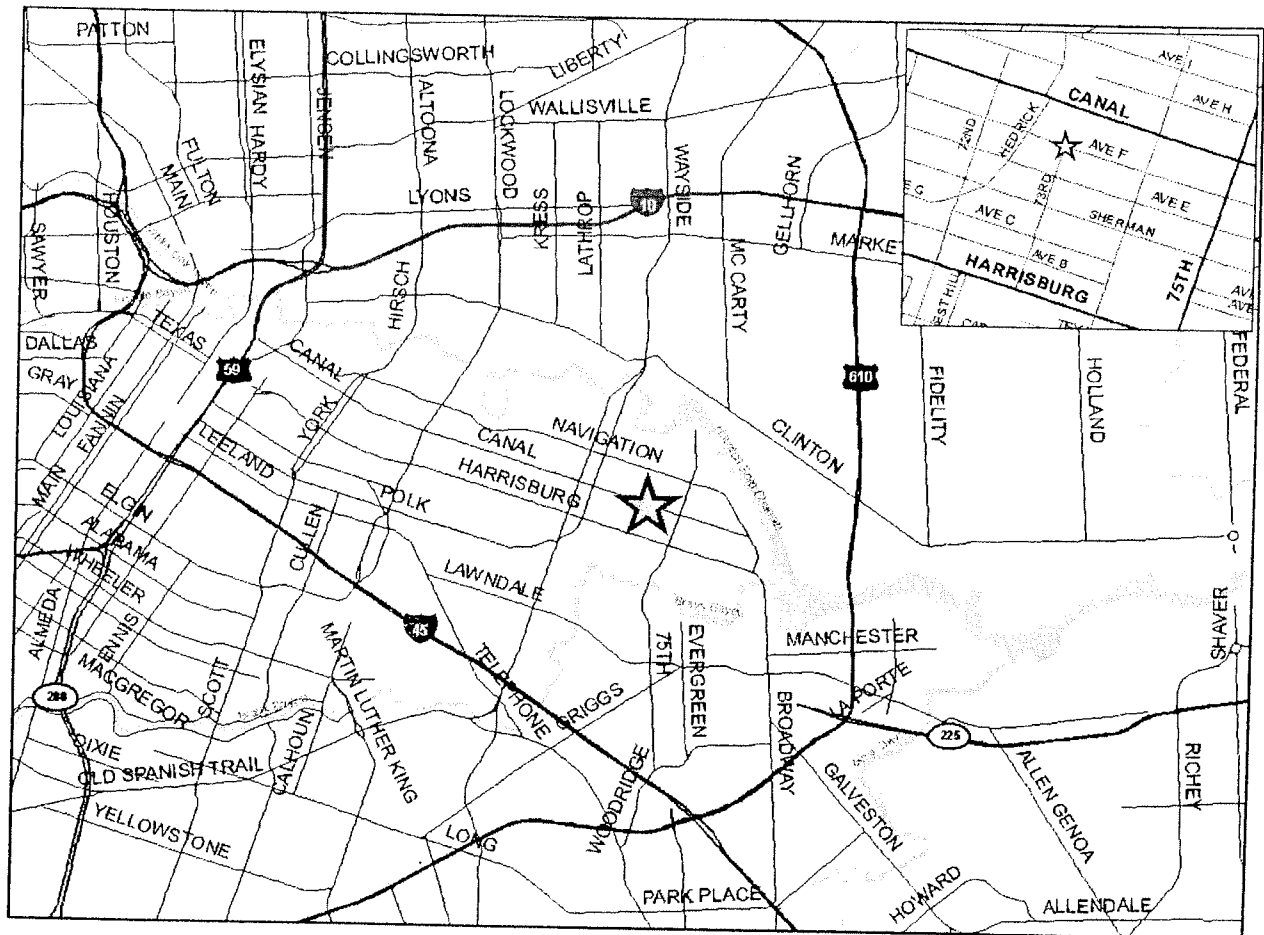 PATTON
ELYSIAN
HARDY
JENSEN
COLLINGSWORTH
LIBERTY
ALTOONA
LOCKWOOD
WALLISVILLE
FULTON
MAIN
LYONS
KRESS
LATHROP
10
WAYSIDE
GELLHORN
MC CARTY
MARKE
HOUSTON
SAWYER
HIRSCH
TEXAS
DALLAS
GRAY
LOUISIANA
FANNIN
MAIN
59
CANAL
YORK
LEELAND
CANAL
NAVIGATION
HARRISBURG
POLK
CLINTON
610
FIDELITY
HOLLAND
FEDERAL
ELGIN
ALABAMA
WHEELER
CULLEN
LAWNDALE
ALMEDA
ENNIS
MACGREGOR
SCOTT
45
MARTIN LUTHER KING
TELEPHONE
GRIGGS
75TH
EVERGREEN
MANCHESTER
LA PORTE
SHAVER
288
DIXIE
OLD SPANISH TRAIL
CALHOUN
YELLOWSTONE
LONG
WOODRIDGE
BROADWAY
225
GALVESTON
ALLEN GENOA
RICHEY
PARK PLACE
HOWARD
ALLENDALE
AVE I
CANAL
AVE H
72ND
HEDRICK
AVE F
73RD
E G
AVE C
SHERMAN
AVE E
AVE B
HARRISBURG
75TH
EST HILL
AVE